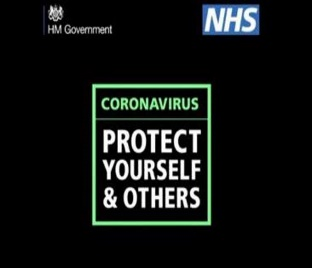 HM Government
NHS
CORONAVIRUS
PROTECT
YOURSELF
& OTHERS